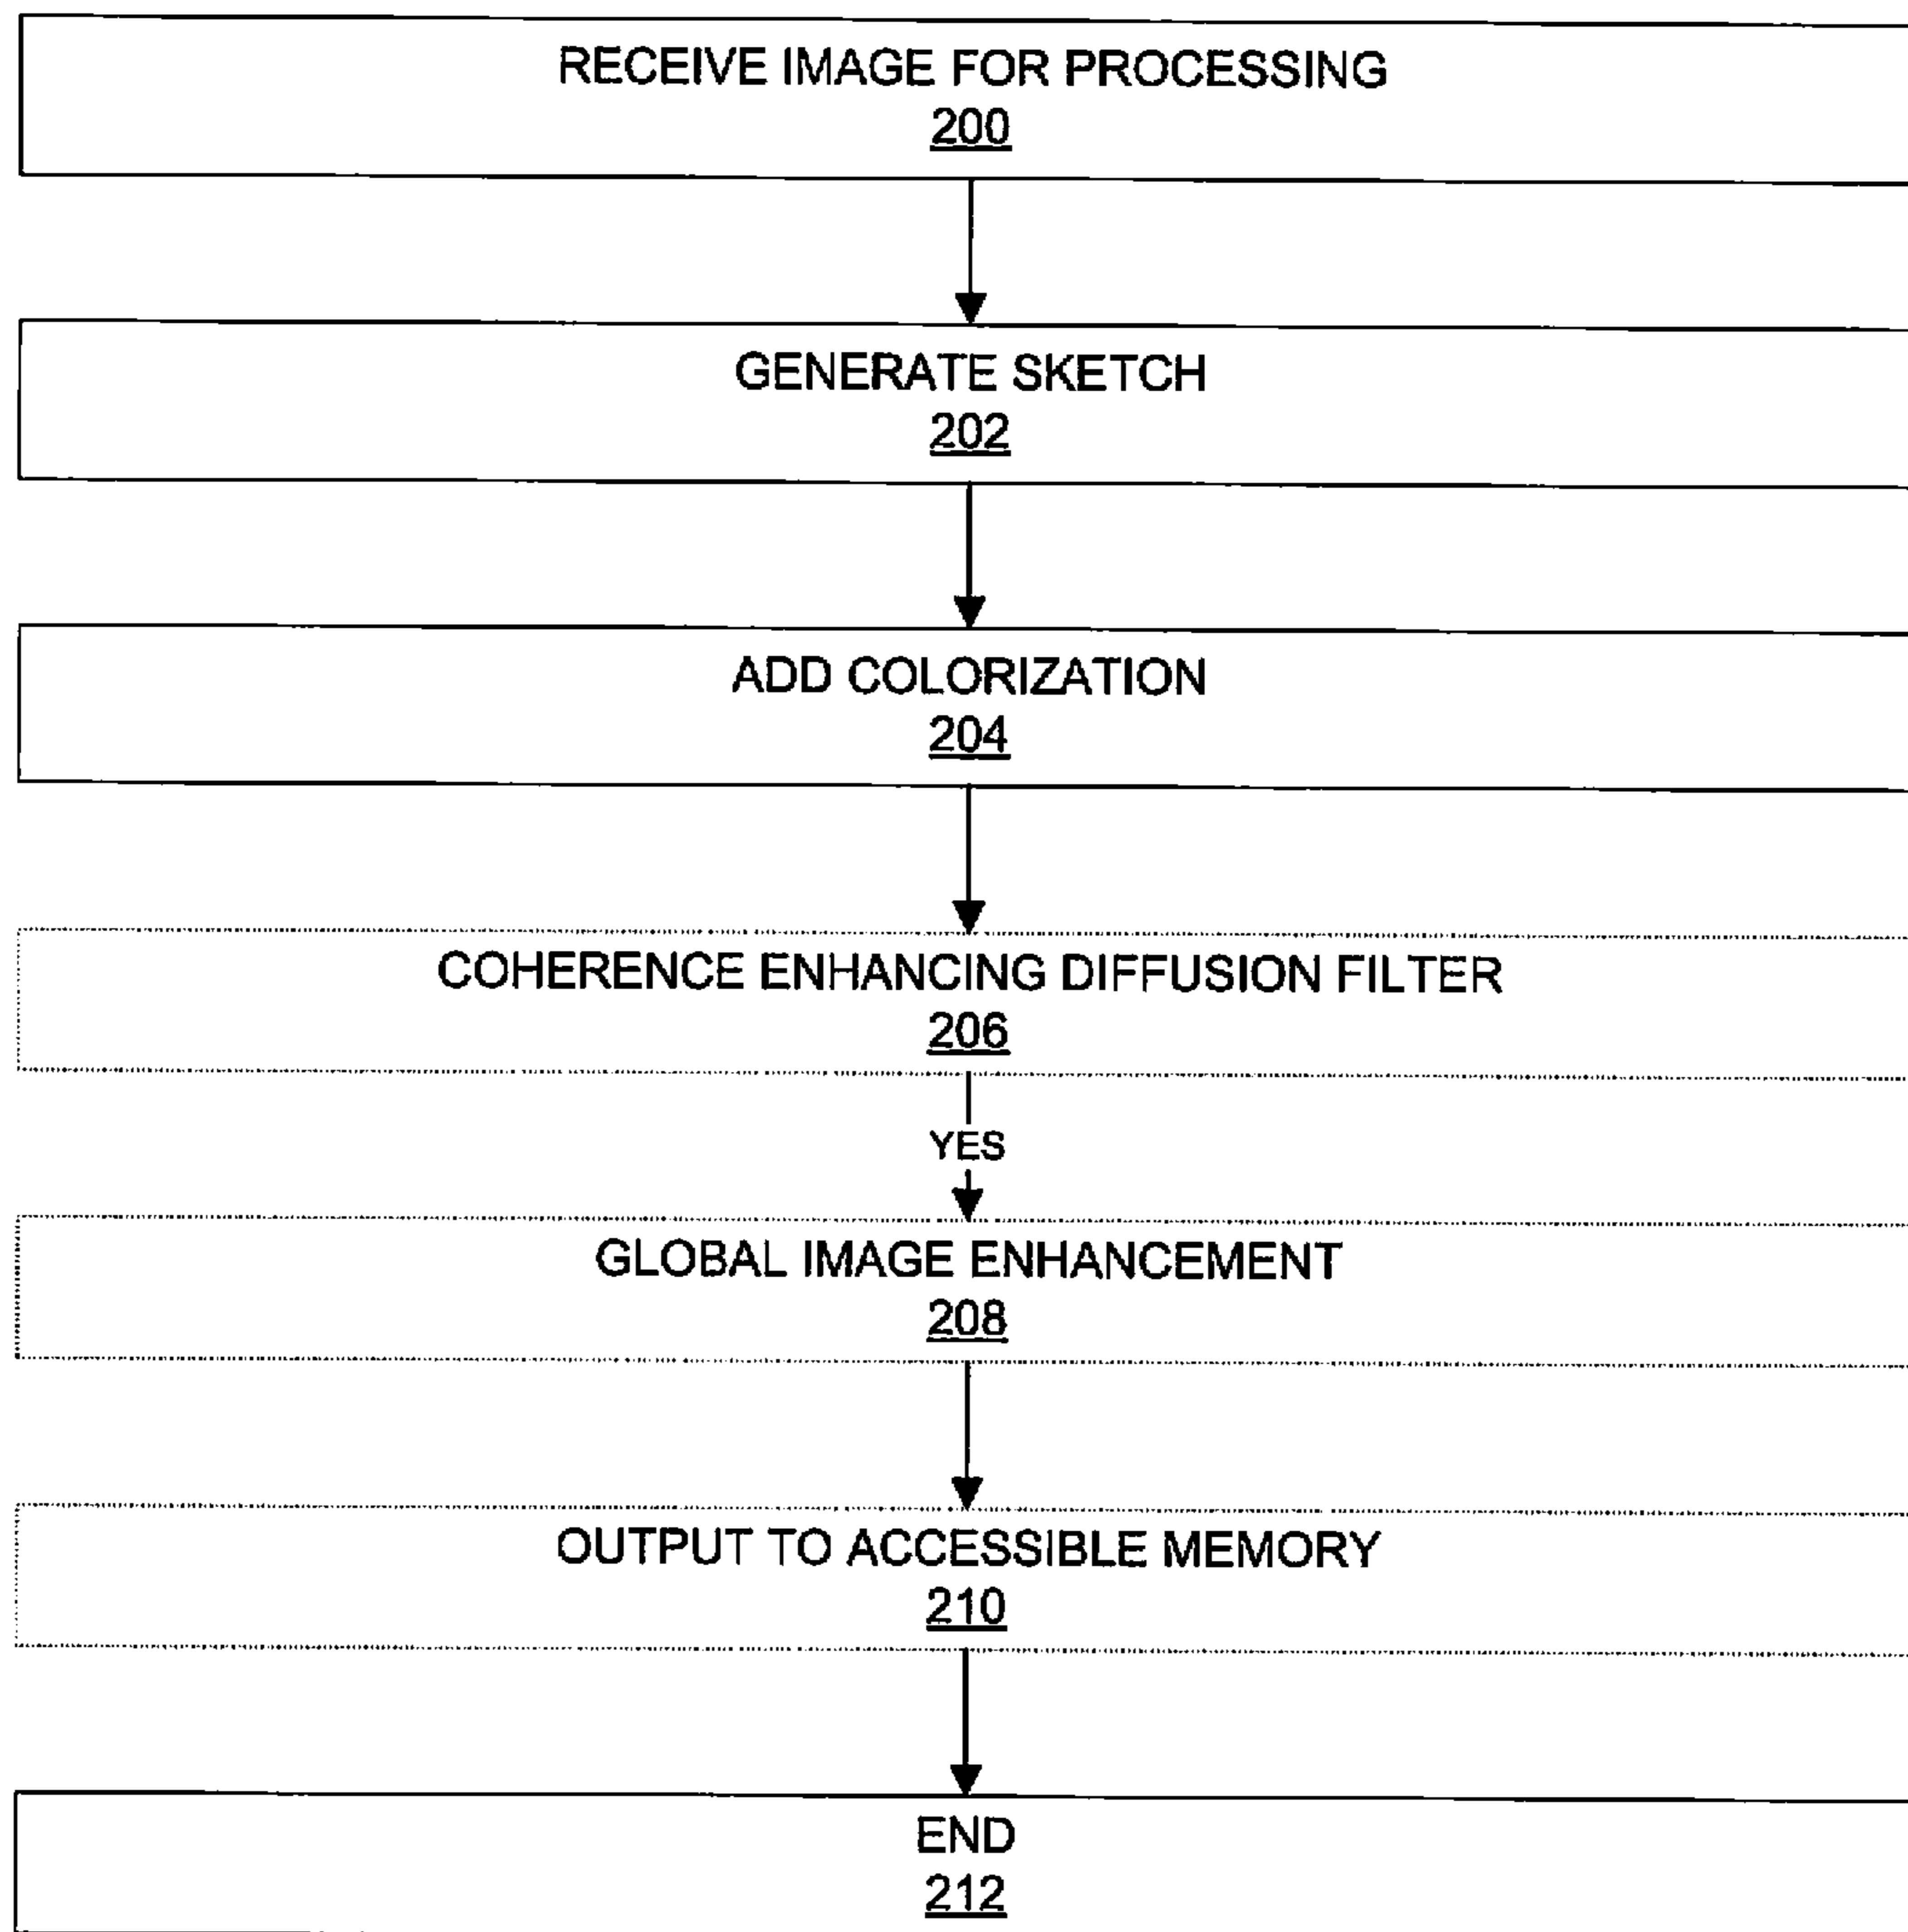 RECEIVE IMAGE FOR PROCESSING
200
GENERATE SKETCH
202
ADD COLORIZATION
204
COHERENCE ENHANCING DIFFUSION FILTER
206
YES
GLOBAL IMAGE ENHANCEMENT
208
OUTPUT TO ACCESSIBLE MEMORY
210
END
212